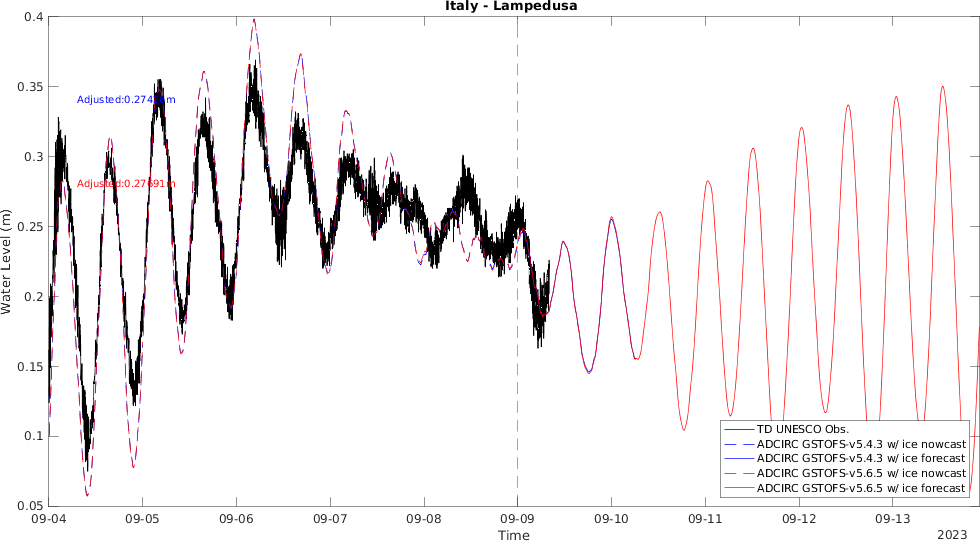 Italy - Lampedusa
Water Level (m)
0.4
0.35
0.3
0.25
0.2
0.15
0.1
0.05
Adjusted:0.27691m
TD UNESCO Obs.
ADCIRC GSTOFS-v5.4.3 w/ ice nowcast
ADCIRC GSTOFS-v5.4.3 w/ ice forecast
ADCIRC GSTOFS-v5.6.5 w/ ice nowcast
ADCIRC GSTOFS-v5.6.5 w/ ice forecast
09-04 09-05 09-06 09-07 09-08 09-09 09-10 09-11 09-12 09-13
Time
2023